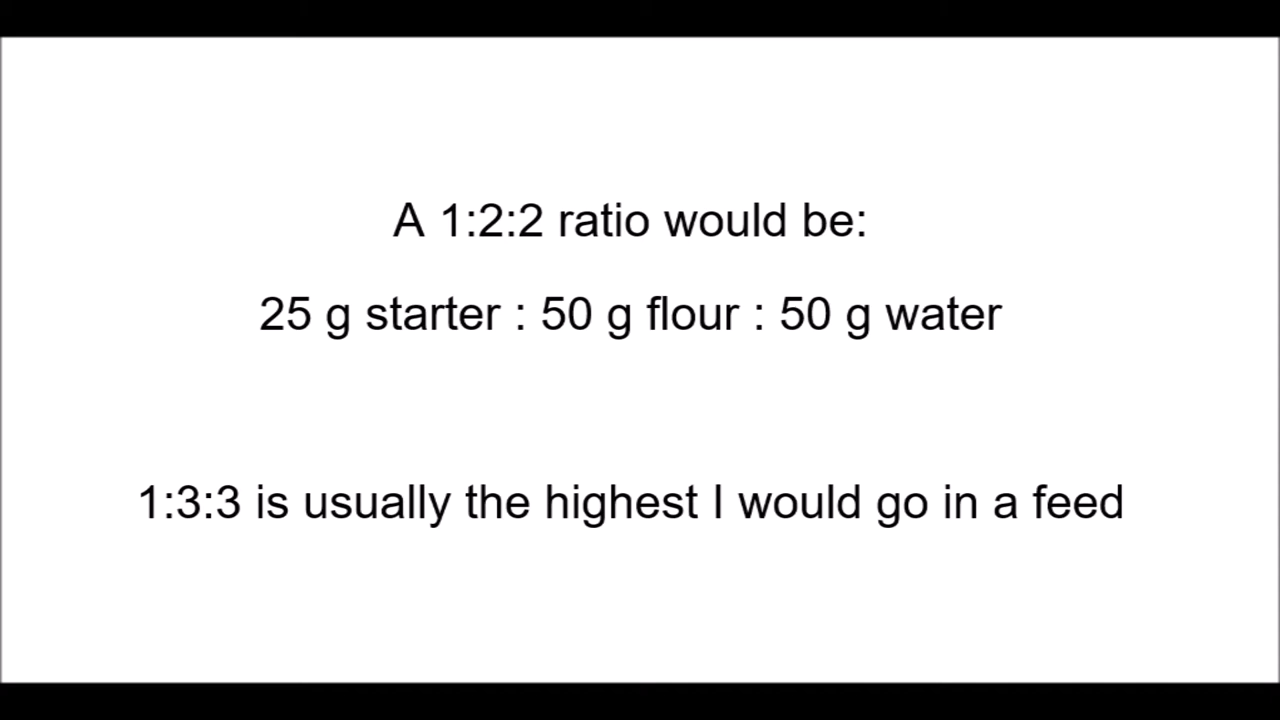 A 1:2:2 ratio would be:
25 g starter : 50 g flour : 50 g water
1:3:3 is usually the highest I would go in a feed